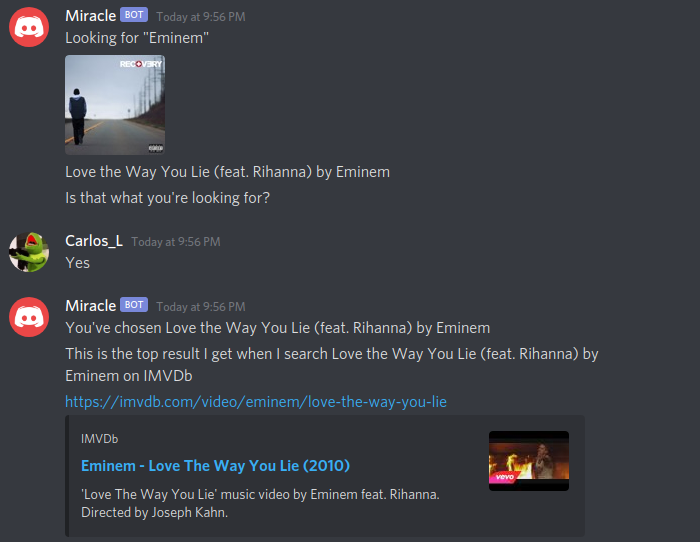 Miracle BOT Today at 9:56 PM
Looking for "Eminem"
RECOVERY
Love the Way You Lie (feat. Rihanna) by Eminem
Is that what you're looking for?
Carlos_L Today at 9:56 PM
Yes
Miracle BOT Today at 9:56 PM
You've chosen Love the Way You Lie (feat. Rihanna) by Eminem
This is the top result I get when I search Love the Way You Lie (feat. Rihanna) by
Eminem on IMVDb
https://imvdb.com/video/eminem/love-the-way-you-lie
IMVDb
Eminem - Love The Way You Lie (2010)
'Love The Way You Lie' music video by Eminem feat. Rihanna.
Directed by Joseph Kahn.
vevo